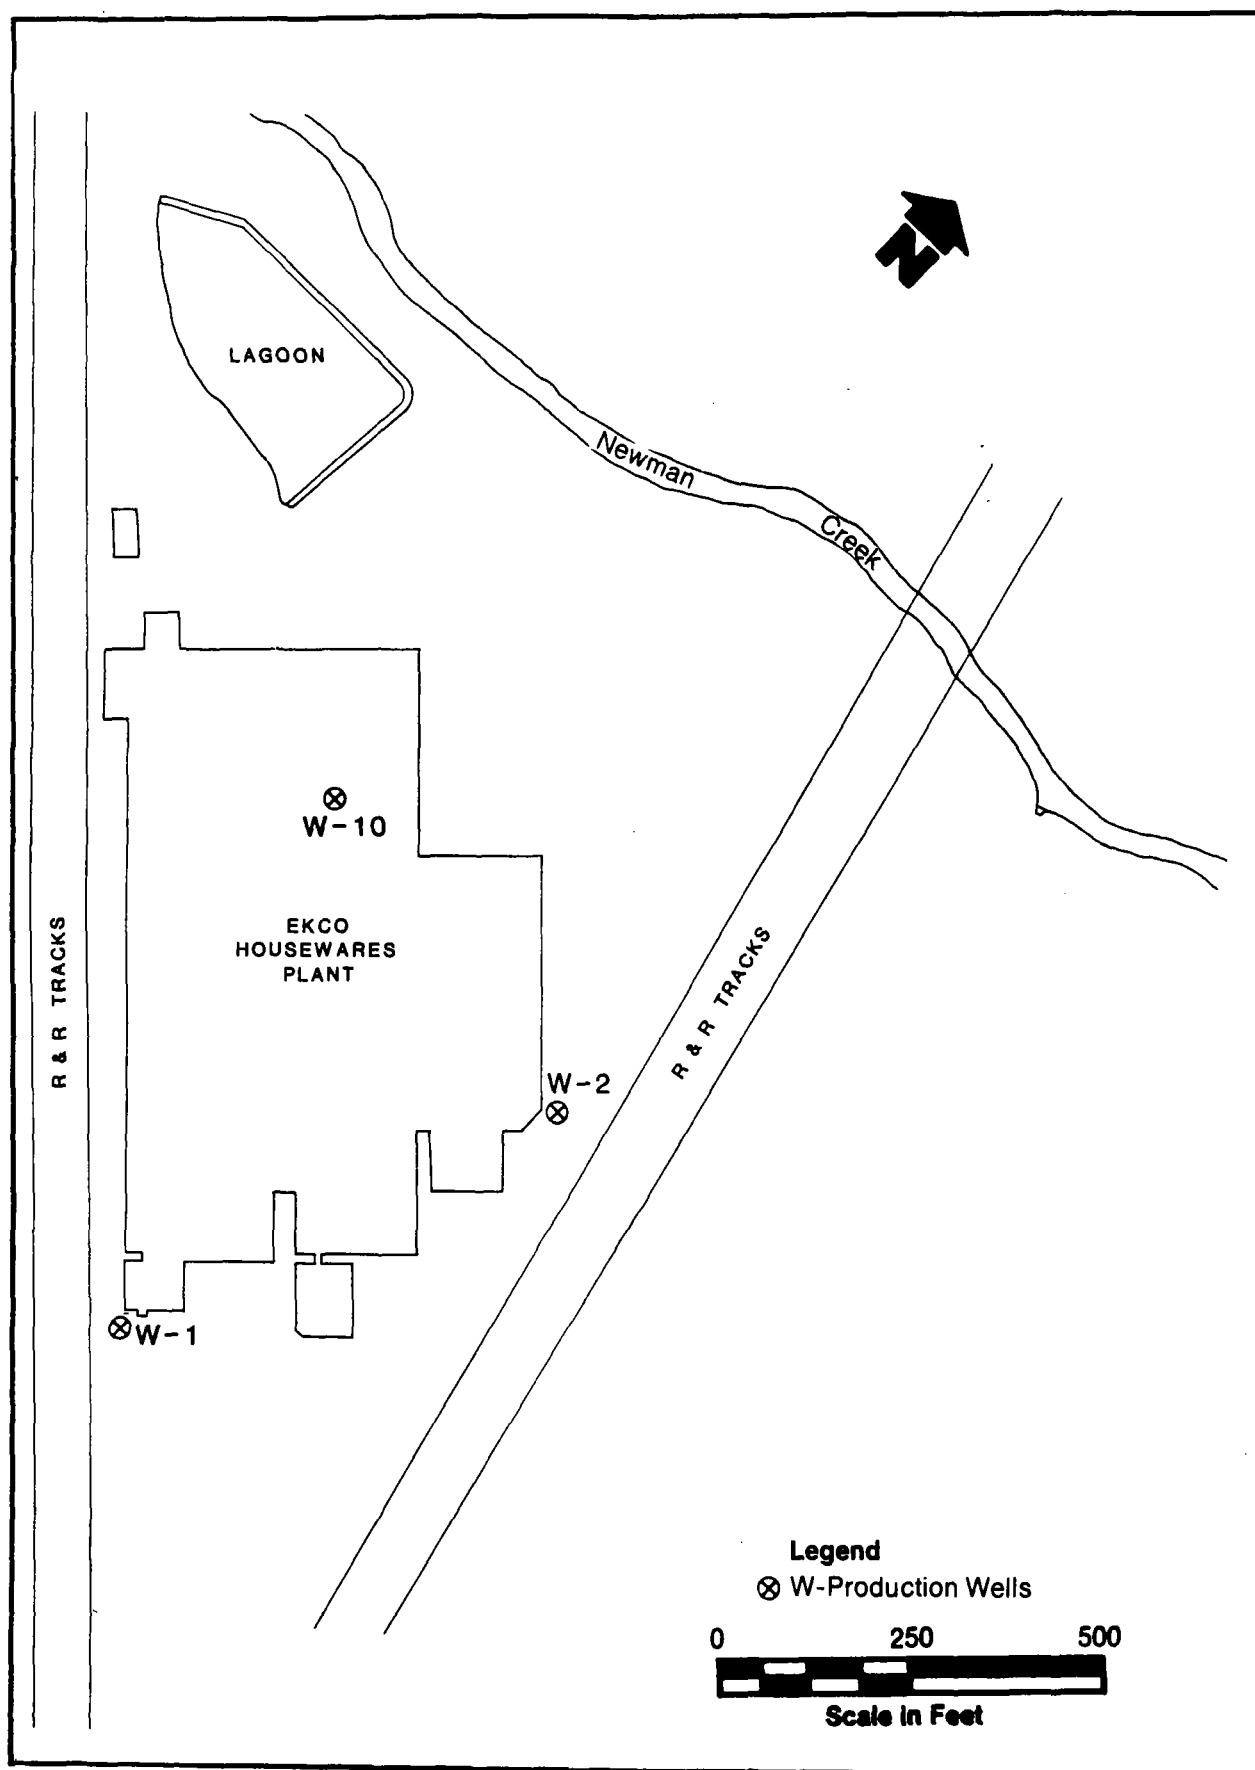 N
LAGOON
Newman
Creek
W-10
EKCO
HOUSEWARES
PLANT
R & R TRACKS
R & R TRACKS
W-2
W-1
Legend
W-Production Wells
0 250 500
Scale in Feet